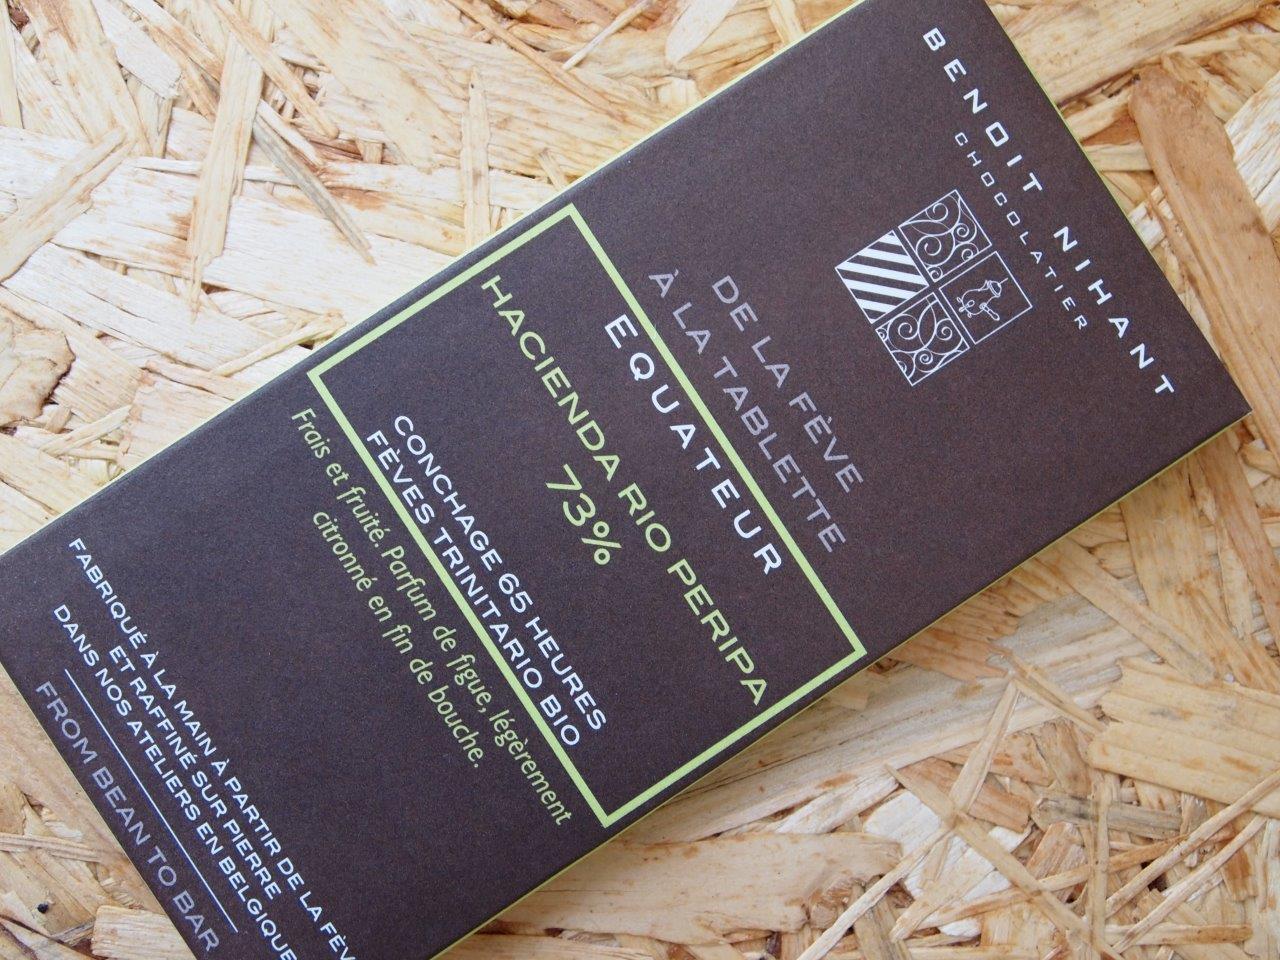 BENOIT NIHANT
CHOCOLATIER
DE LA FÈVE
À LA TABLETTE
EQUATEUR
HACIENDA RIO PERIPA
73%
CONCHAGE 65 HEURES
FÈVES TRINITARIO BIO
Frais et fruité. Parfum de figue, légèrement
citronné en fin de bouche.
FABRIQUÉ À LA MAIN À PARTIR DE LA FÈV
ET RAFFINÉ SUR PIERRE
DANS NOS ATELIERS EN BELGIQUE
FROM BEAN TO BAR